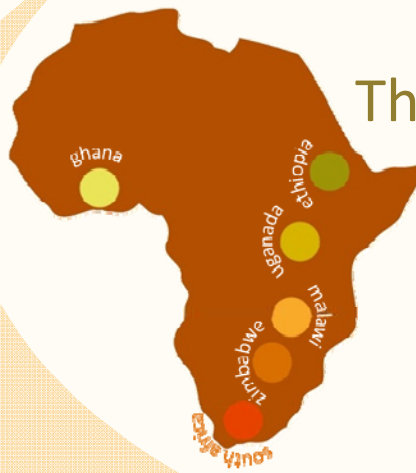 Th
ghana
ethiopia
uganada
malawi
zimbabwe
south africa